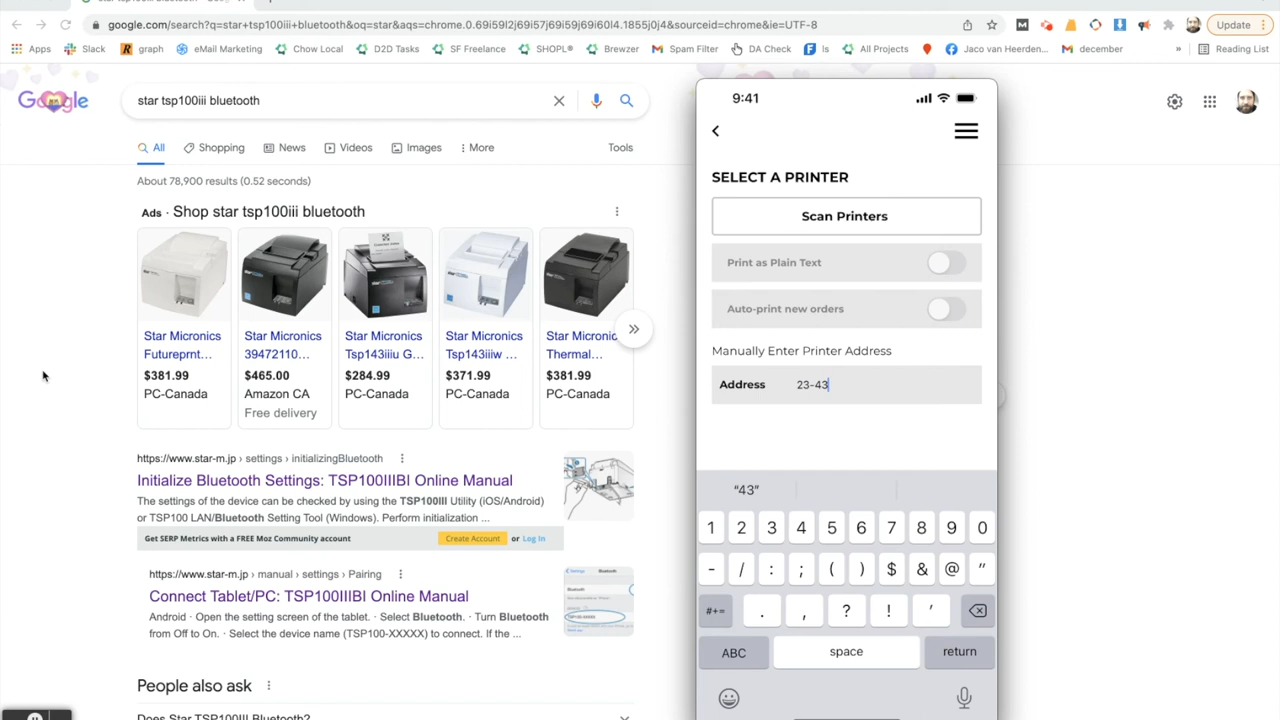 google.com/search?q=star+tsp100iii+bluetooth&oq=star&aqs=chrome.0.69i59l2j69i57j69i59j69i60l4.1855j0j4&sourceid=chrome&ie=UTF-8
Update
Apps Slack graph eMail Marketing Chow Local D2D Tasks SF Freelance SHOPL® Brewzer Spam Filter DA Check Is All Projects Jaco van Heerden... december » Reading List
Google
star tsp100iii bluetooth
All Shopping News Videos Images More Tools
About 78,900 results (0.52 seconds)
Ads · Shop star tsp100iii bluetooth
Star Micronics Futureprnt...
$381.99
PC-Canada
Star Micronics 39472110...
$465.00
Amazon CA
Free delivery
Star Micronics Tsp143iiiu G...
$284.99
PC-Canada
Star Micronics Tsp143iiiw ...
$371.99
PC-Canada
Star Micronics Thermal...
$381.99
PC-Canada
https://www.star-m.jp › settings › initializingBluetooth
Initialize Bluetooth Settings: TSP100IIIBI Online Manual
The settings of the device can be checked by using the TSP100III Utility (iOS/Android)
or TSP100 LAN/Bluetooth Setting Tool (Windows). Perform initialization ...
Get SERP Metrics with a FREE Moz Community account Create Account or Log In
https://www.star-m.jp › manual › settings › Pairing
Connect Tablet/PC: TSP100IIIBI Online Manual
Android · Open the setting screen of the tablet. · Select Bluetooth. · Turn Bluetooth
from Off to On. · Select the device name (TSP100-XXXXX) to connect. If the ...
People also ask
Does Star TSP100III Bluetooth?
9:41
SELECT A PRINTER
Scan Printers
Print as Plain Text
Auto-print new orders
Manually Enter Printer Address
Address 23-43
“43”
1 2 3 4 5 6 7 8 9 0
- / : ; ( ) $ & @ "
#+= . , ? ! '
ABC space return